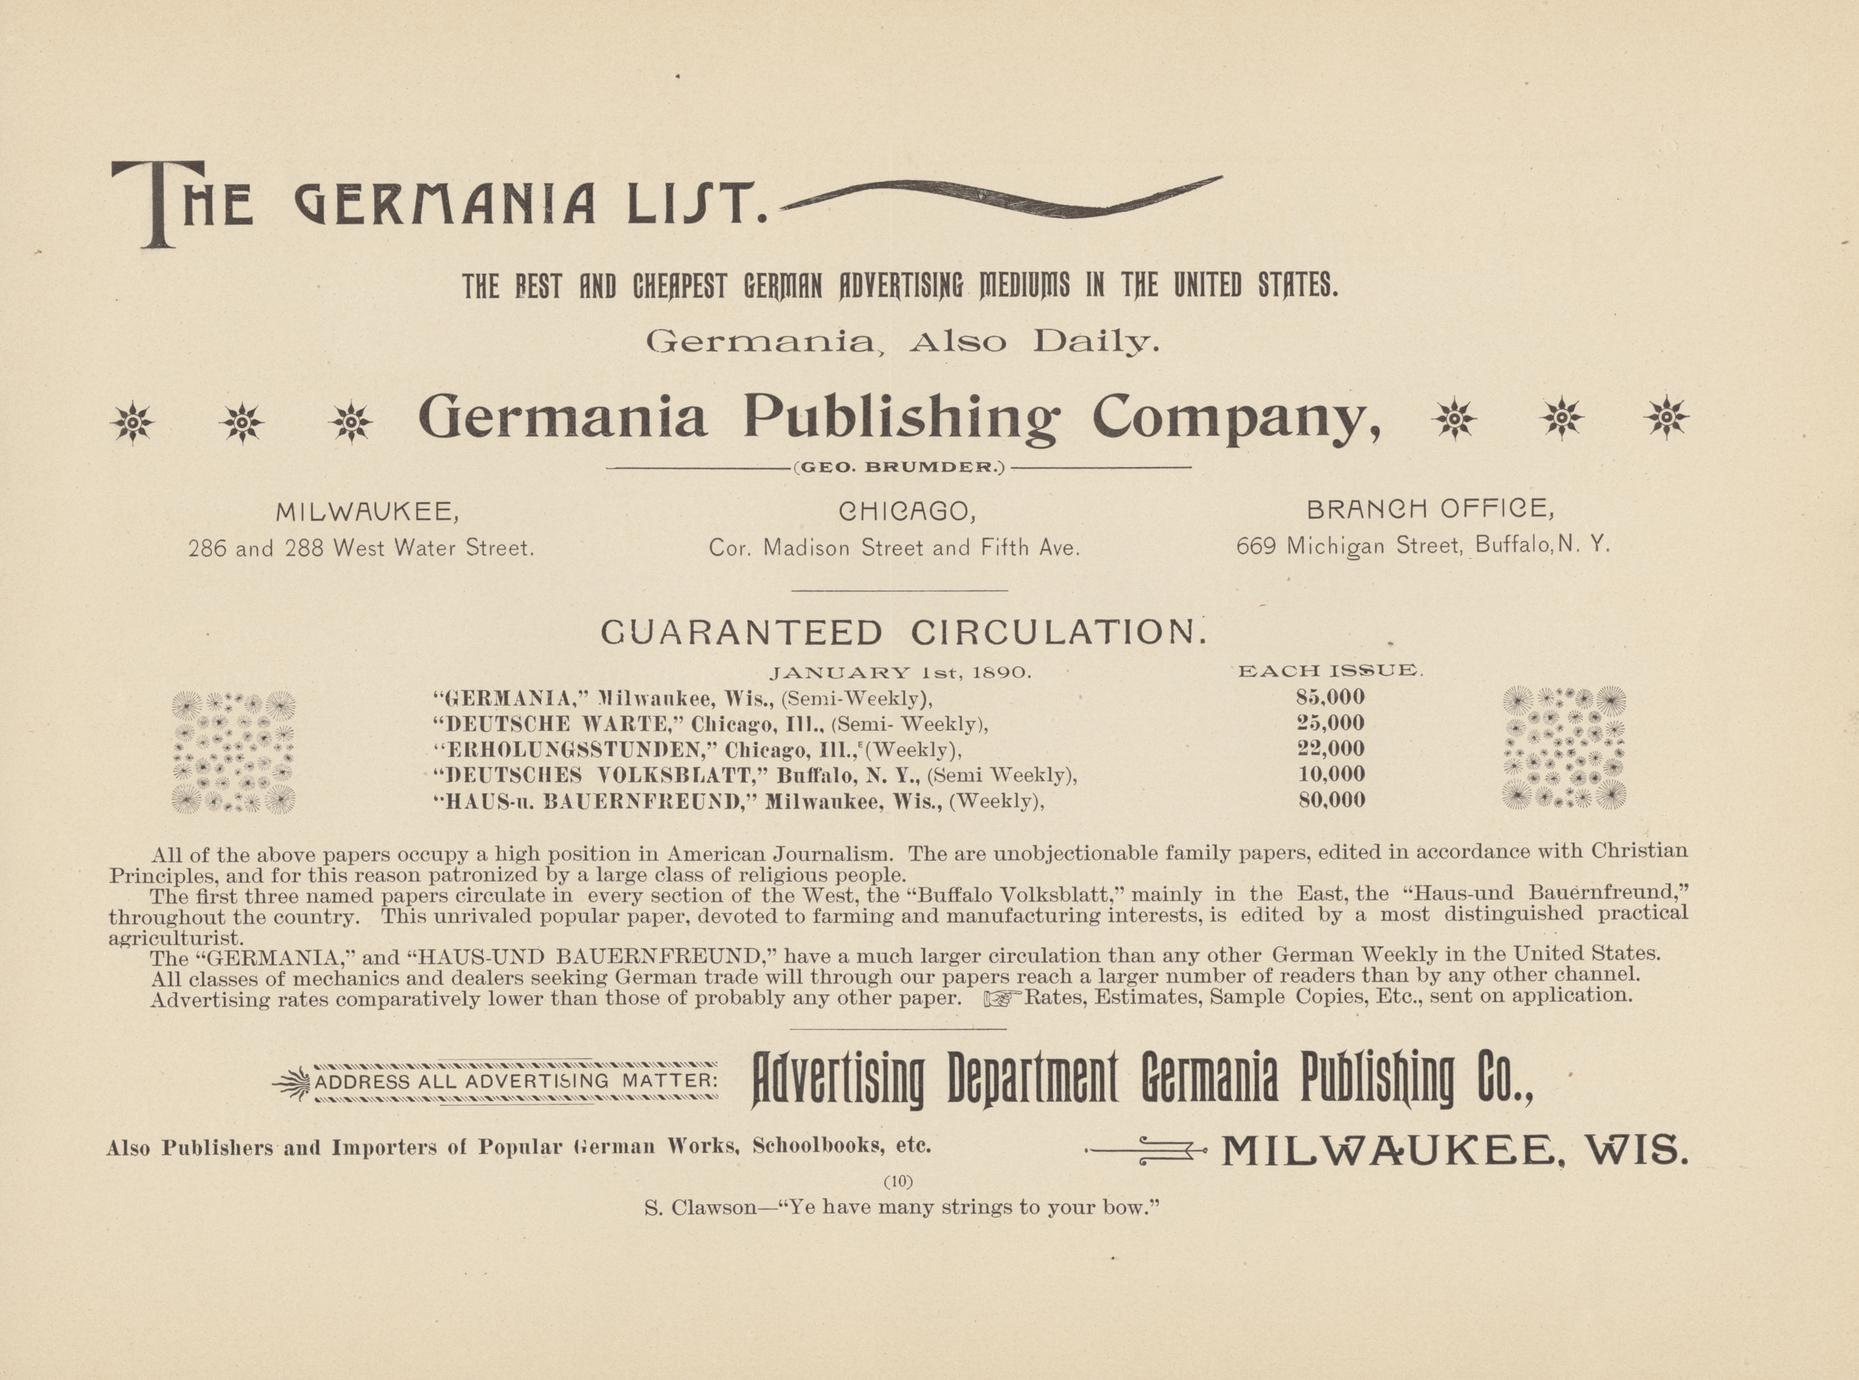 THE GERMANIA LIST.
THE BEST AND CHEAPEST GERMAN ADVERTISING MEDIUMS IN THE UNITED STATES.
Germania, Also Daily.
Germania Publishing Company,
(GEO. BRUMDER.)
MILWAUKEE,
286 and 288 West Water Street.
CHICAGO,
Cor. Madison Street and Fifth Ave.
BRANCH OFFICE,
669 Michigan Street, Buffalo, N. Y.
GUARANTEED CIRCULATION.
JANUARY 1st, 1890. EACH ISSUE.
“GERMANIA,” Milwaukee, Wis., (Semi-Weekly), 85,000
“DEUTSCHE WARTE,” Chicago, Ill., (Semi- Weekly), 25,000
“ERHOLUNGSSTUNDEN,” Chicago, Ill., (Weekly), 22,000
“DEUTSCHES VOLKSBLATT,” Buffalo, N. Y., (Semi Weekly), 10,000
“HAUS-u. BAUERNFREUND,” Milwaukee, Wis., (Weekly), 80,000
All of the above papers occupy a high position in American Journalism. The are unobjectionable family papers, edited in accordance with Christian
Principles, and for this reason patronized by a large class of religious people.
The first three named papers circulate in every section of the West, the “Buffalo Volksblatt,” mainly in the East, the “Haus-und Bauernfreund,”
throughout the country. This unrivaled popular paper, devoted to farming and manufacturing interests, is edited by a most distinguished practical
agriculturist.
The “GERMANIA,” and “HAUS-UND BAUERNFREUND,” have a much larger circulation than any other German Weekly in the United States.
All classes of mechanics and dealers seeking German trade will through our papers reach a larger number of readers than by any other channel.
Advertising rates comparatively lower than those of probably any other paper. ☞Rates, Estimates, Sample Copies, Etc., sent on application.
ADDRESS ALL ADVERTISING MATTER: Advertising Department Germania Publishing Co.,
Also Publishers and Importers of Popular German Works, Schoolbooks, etc. MILWAUKEE, WIS.
(10)
S. Clawson—“Ye have many strings to your bow.”